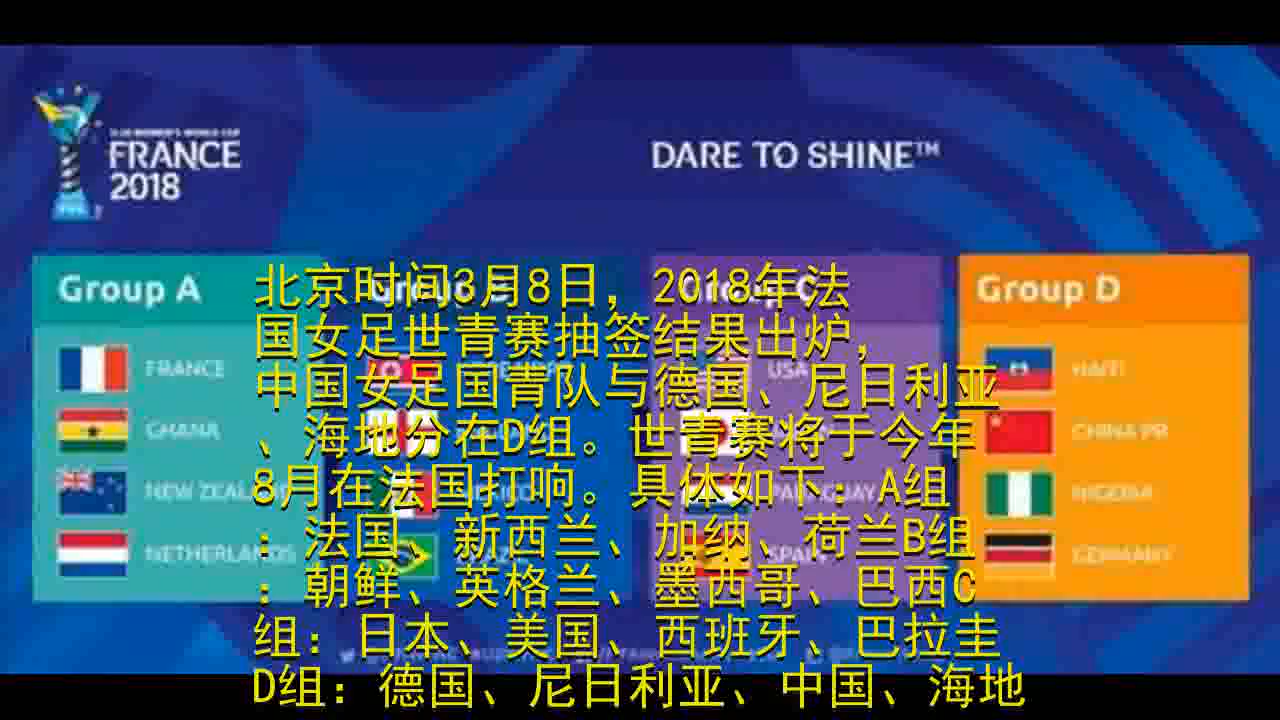 FRANCE
2018
DARE TO SHINE™
Group A
Group D
FRANCE
GHANA
NEW ZEALAND
NETHERLANDS
USA
PARAGUAY
SPAIN
HAITI
CHINA PR
NIGERIA
GERMANY
北京时间3月8日，2018年法
国女足世青赛抽签结果出炉，
中国女足国青队与德国、尼日利亚
、海地分在D组。世青赛将于今年
8月在法国打响。具体如下：A组
：法国、新西兰、加纳、荷兰B组
：朝鲜、英格兰、墨西哥、巴西C
组：日本、美国、西班牙、巴拉圭
D组：德国、尼日利亚、中国、海地